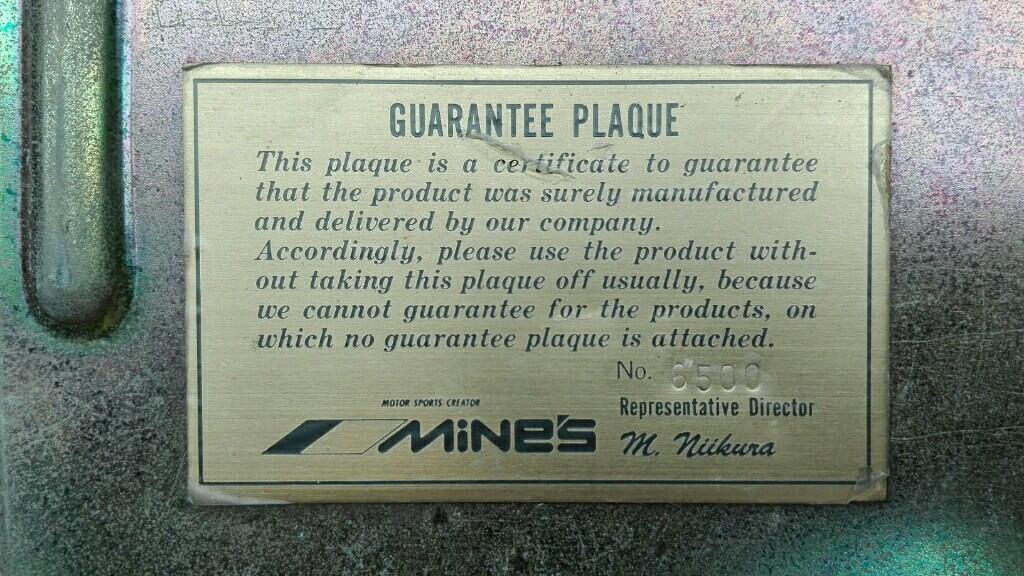 GUARANTEE PLAQUE
This plaque is a certificate to guarantee
that the product was surely manufactured
and delivered by our company.
Accordingly, please use the product with-
out taking this plaque off usually, because
we cannot guarantee for the products, on
which no guarantee plaque is attached.
No. 6500
MOTOR SPORTS CREATOR
MiNe'S
Representative Director
M. Niikura